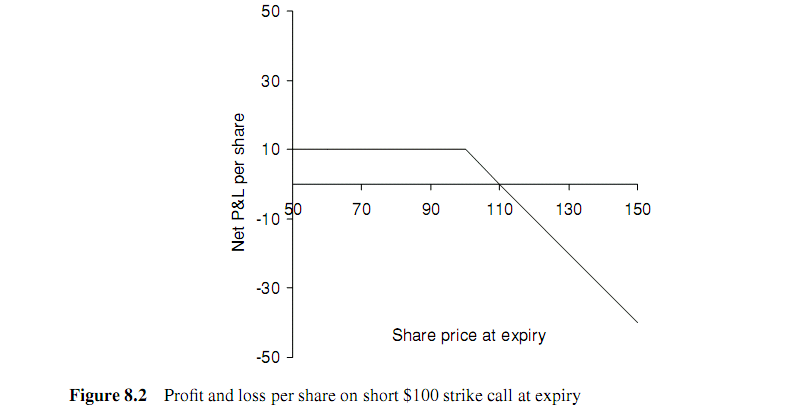 50
30
10
-10
-30
-50
Net P&L per share
50 70 90 110 130 150
Share price at expiry
Figure 8.2 Profit and loss per share on short $100 strike call at expiry